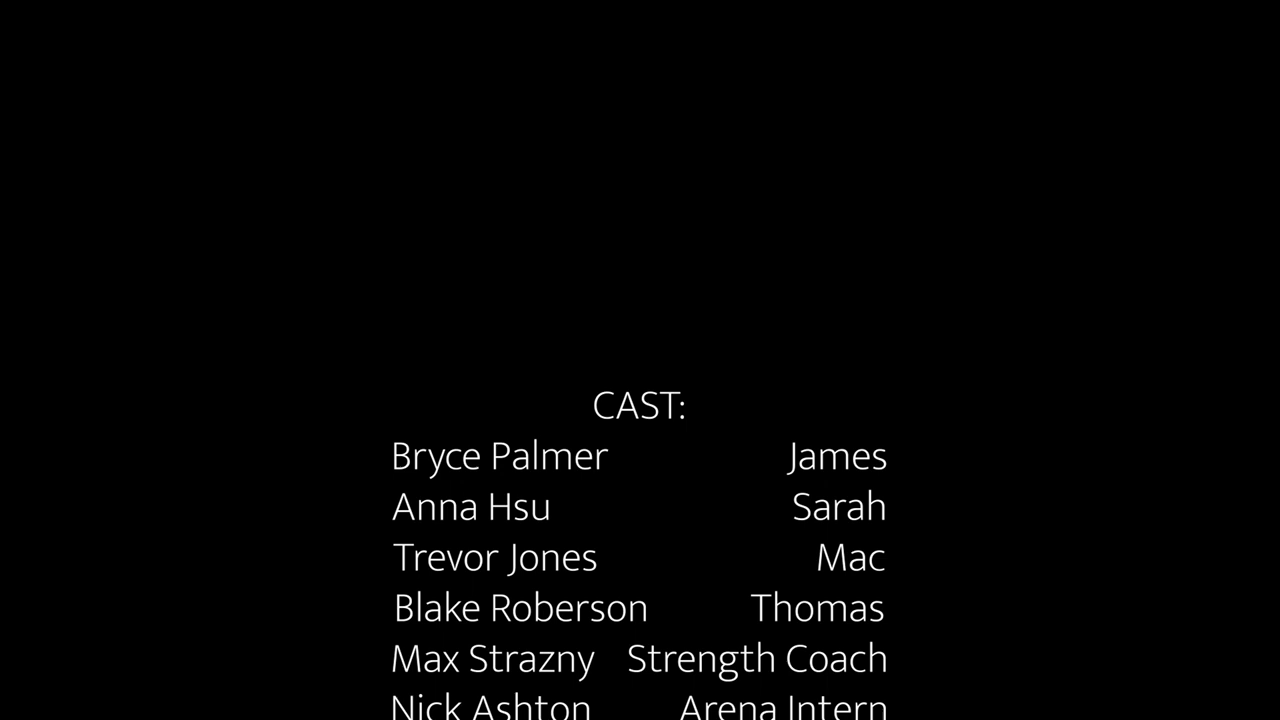 CAST:
Bryce Palmer James
Anna Hsu Sarah
Trevor Jones Mac
Blake Roberson Thomas
Max Strazny Strength Coach
Nick Ashton Arena Intern